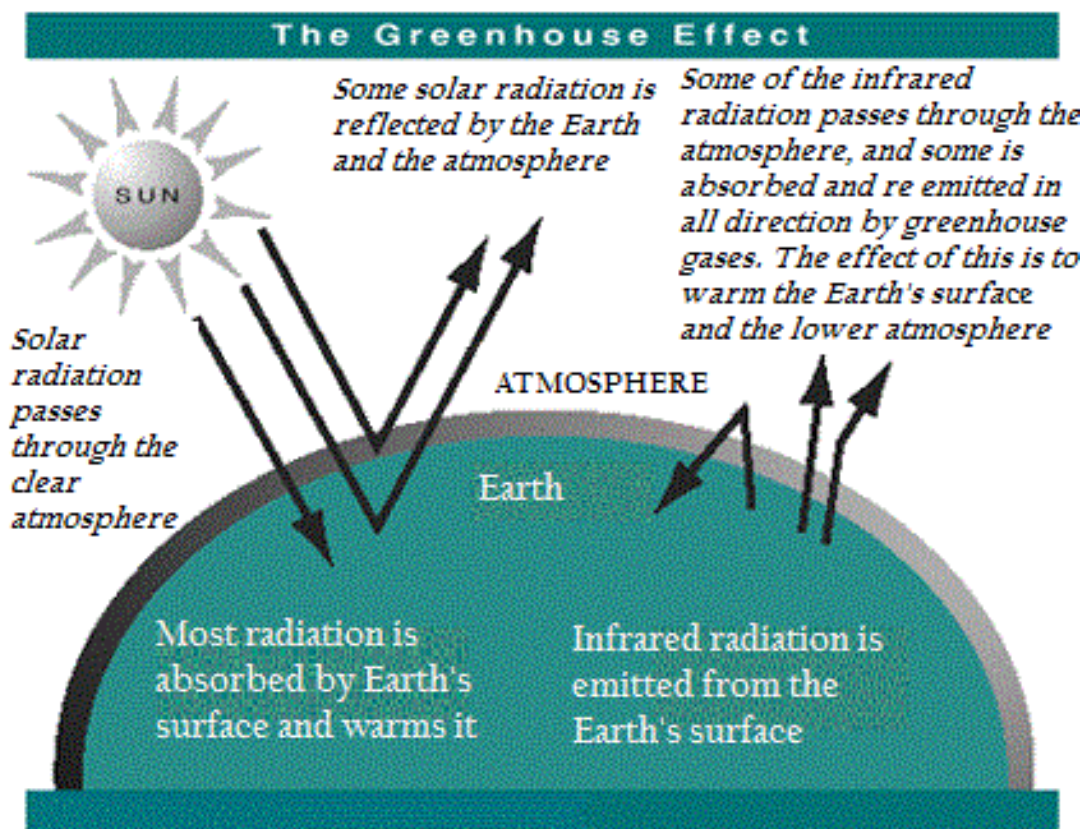 The Greenhouse Effect
SUN
Some solar radiation is
reflected by the Earth
and the atmosphere
Some of the infrared
radiation passes through the
atmosphere, and some is
absorbed and re emitted in
all direction by greenhouse
gases. The effect of this is to
warm the Earth's surface
and the lower atmosphere
Solar
radiation
passes
through the
clear
atmosphere
ATMOSPHERE
Earth
Most radiation is
absorbed by Earth's
surface and warms it
Infrared radiation is
emitted from the
Earth's surface